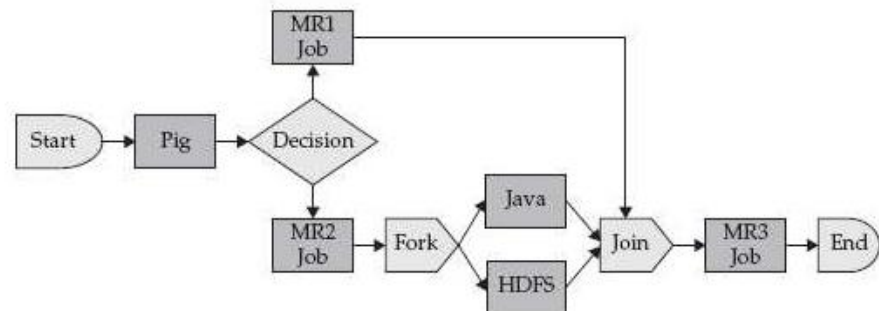 MR1
Job
Start
Pig
Decision
MR2
Job
Fork
Java
HDFS
Join
MR3
Job
End